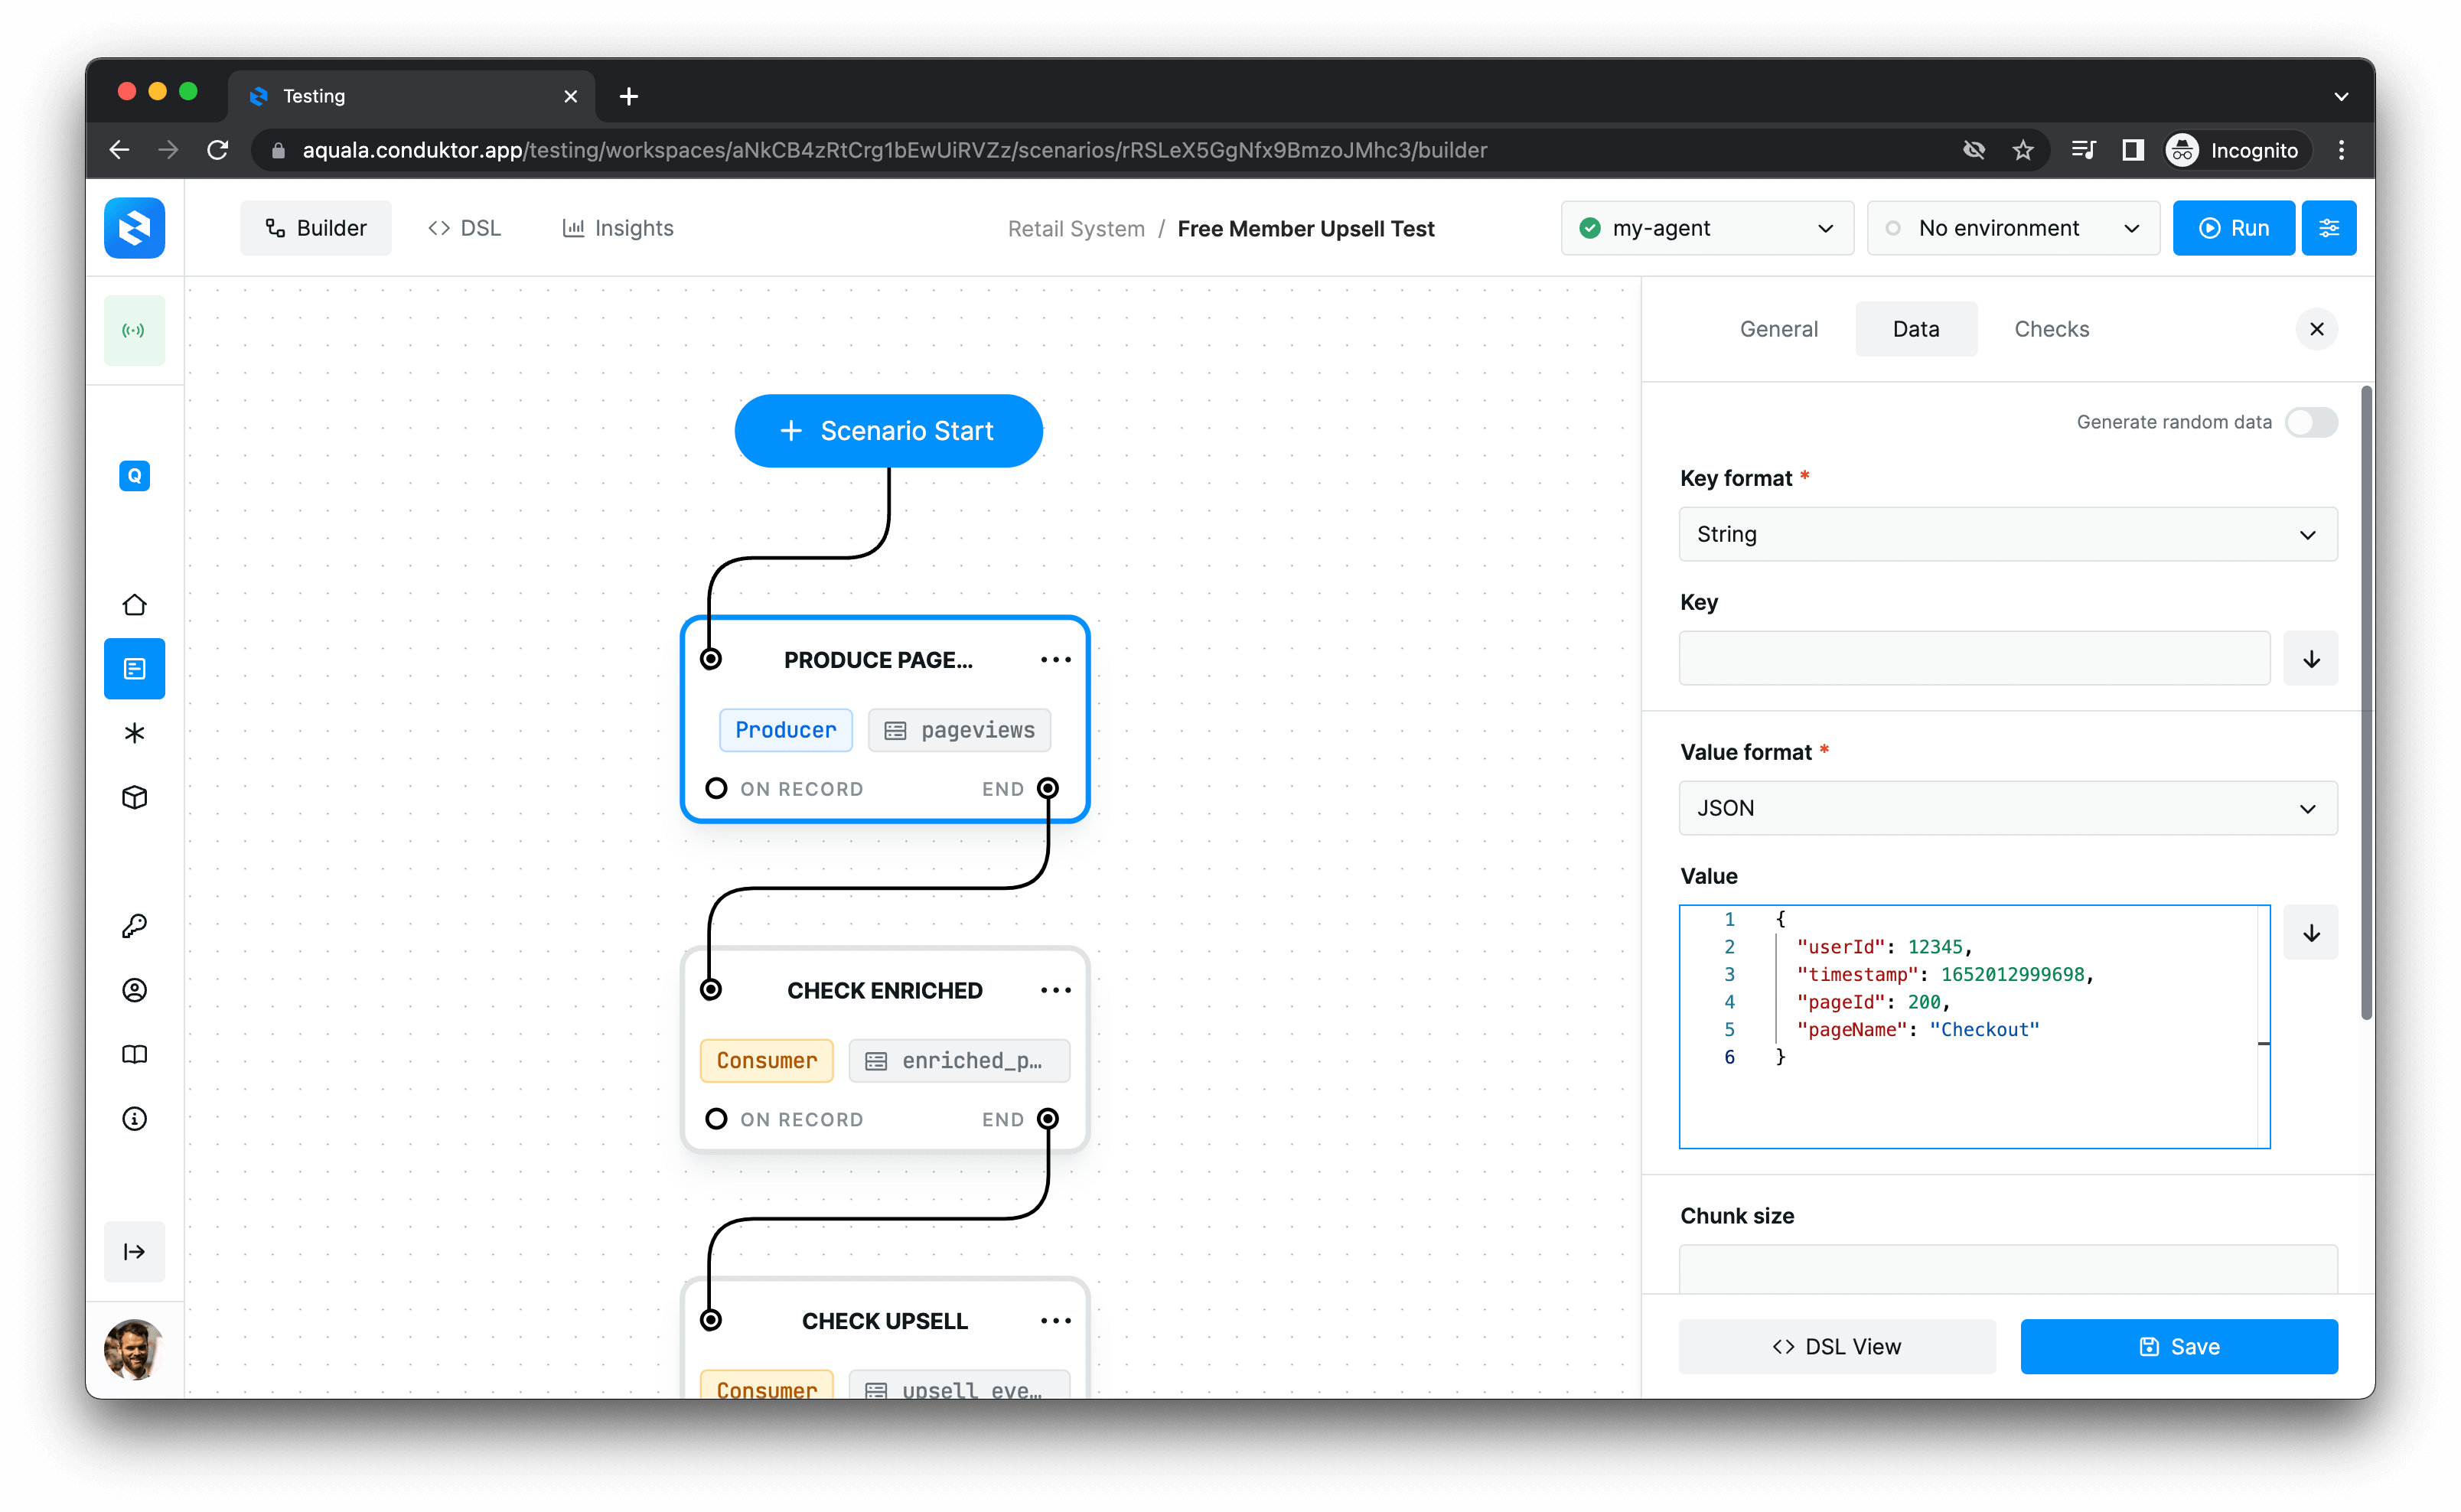 Testing
aquala.conduktor.app/testing/workspaces/aNkCB4zRtCrg1bEwUiRVZz/scenarios/rRSLeX5GgNfx9BmzoJMhc3/builder
Incognito
Builder
DSL
Insights
Retail System / Free Member Upsell Test
my-agent
No environment
Run
Q
Scenario Start
PRODUCE PAGE...
Producer
pageviews
ON RECORD
END
CHECK ENRICHED
Consumer
enriched_p…
ON RECORD
END
CHECK UPSELL
Consumer
upsell_eve…
General
Data
Checks
Generate random data
Key format *
String
Key
Value format *
JSON
Value
1 {
2 "userId": 12345,
3 "timestamp": 1652012999698,
4 "pageId": 200,
5 "pageName": "Checkout"
6 }
Chunk size
<> DSL View
Save